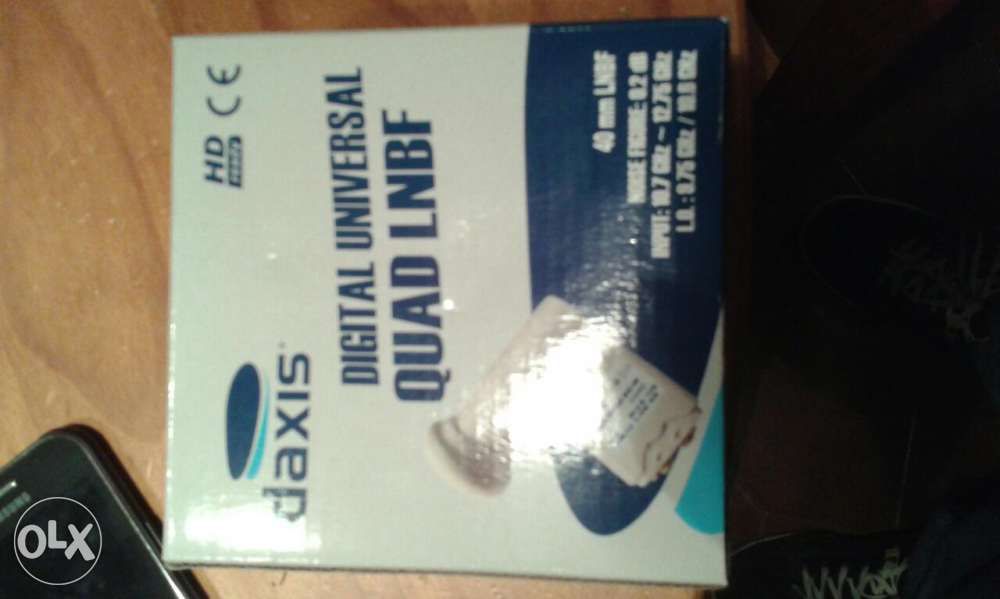 daxis
HD
CE
DIGITAL UNIVERSAL
QUAD LNBF
40 mm LNBF
NOISE FIGURE: 0.2 dB
INPUT: 10.7 GHz ~ 12.75 GHz
L.O. : 9.75 GHz / 10.6 GHz
OLX